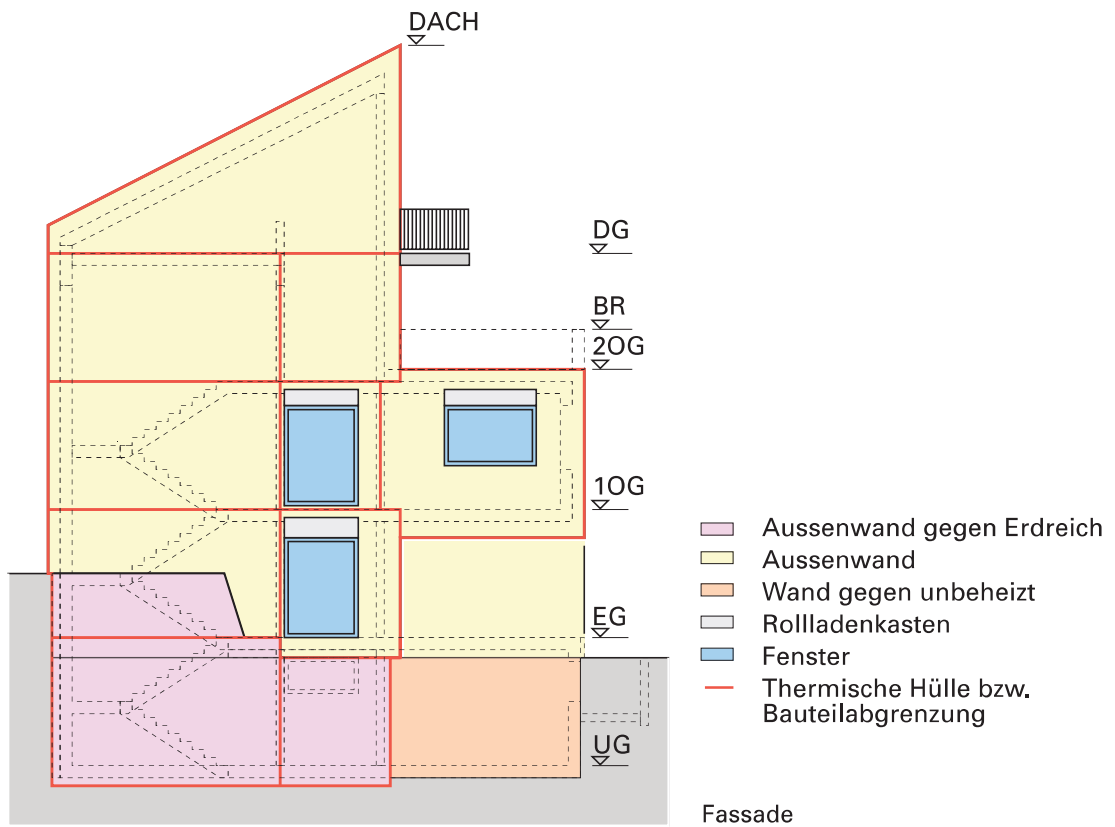 DACH
DG
BR
2OG
1OG
EG
UG
Aussenwand gegen Erdreich
Aussenwand
Wand gegen unbeheizt
Rollladenkasten
Fenster
Thermische Hülle bzw.
Bauteilabgrenzung
Fassade